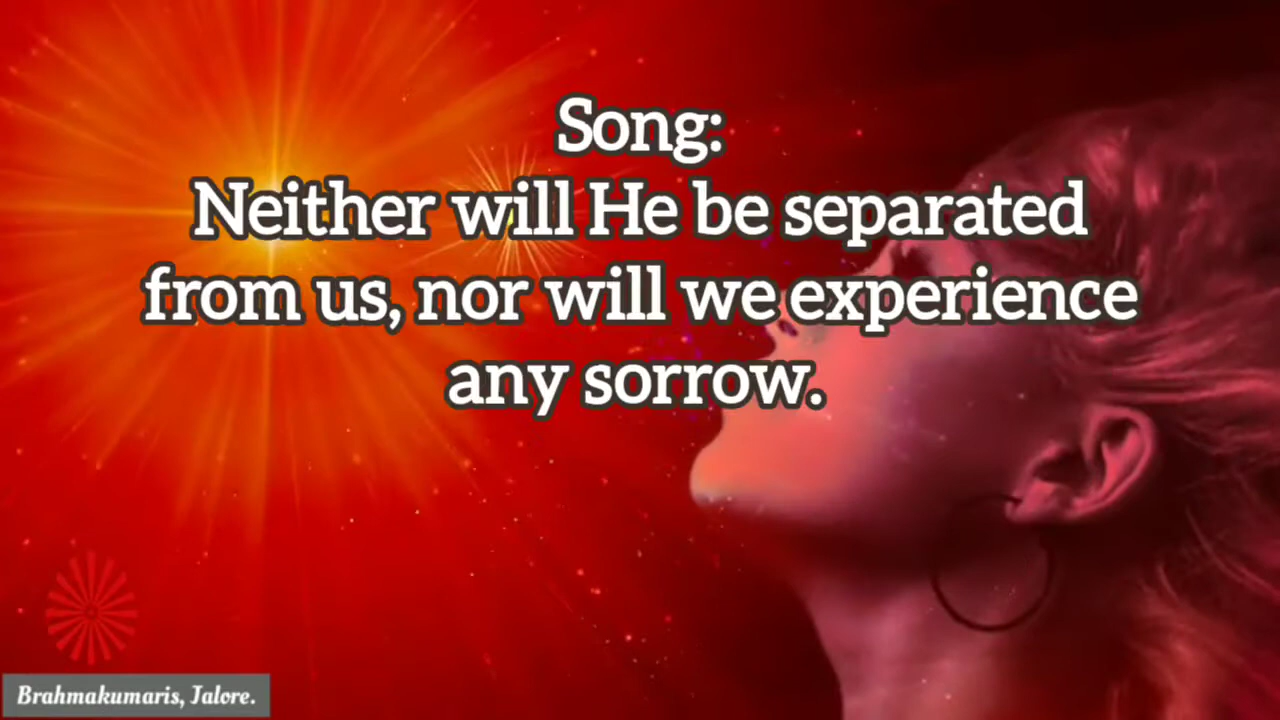 Song:
Neither will He be separated
from us, nor will we experience
any sorrow.
Brahmakumaris, Jalore.